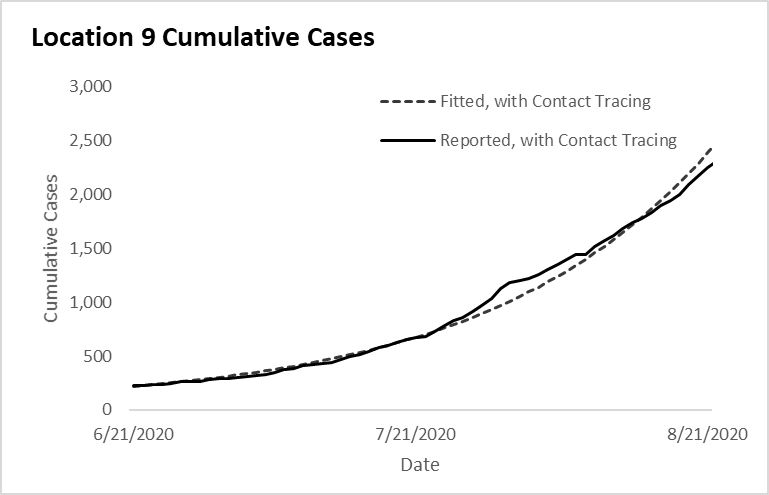 Location 9 Cumulative Cases
3,000
Fitted, with Contact Tracing
2,500
Reported, with Contact Tracing
2,000
Cumulative Cases
1,500
1,000
500
0
6/21/2020
7/21/2020
8/21/2020
Date